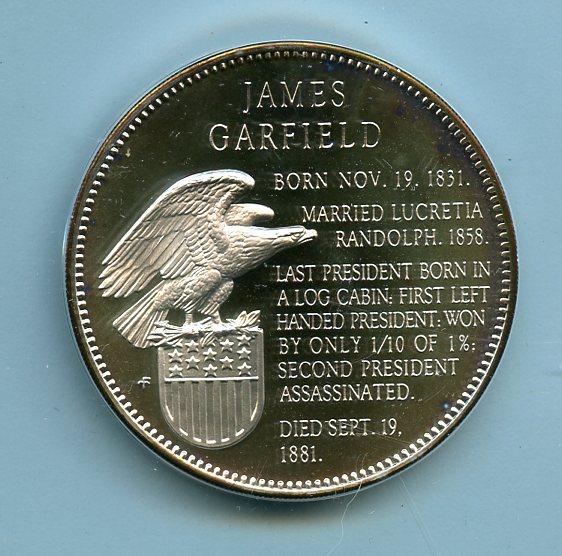 JAMES
GARFIELD
BORN NOV. 19, 1831.
MARRIED LUCRETIA
RANDOLPH. 1858.
LAST PRESIDENT BORN IN
A LOG CABIN: FIRST LEFT
HANDED PRESIDENT: WON
BY ONLY 1/10 OF 1%:
SECOND PRESIDENT
ASSASSINATED.
DIED SEPT. 19,
1881.